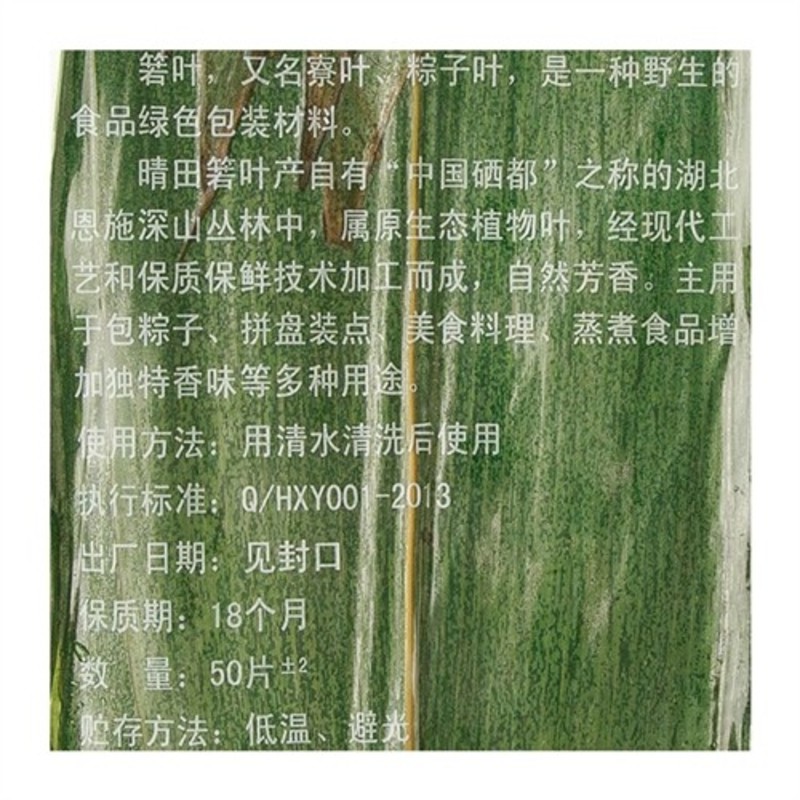 箬叶，又名寮叶、粽子叶，是一种野生的
食品绿色包装材料。
晴田箬叶产自有“中国硒都”之称的湖北
恩施深山丛林中，属原生态植物叶，经现代工
艺和保质保鲜技术加工而成，自然芳香。主用
于包粽子、拼盘装点、美食料理、蒸煮食品增
加独特香味等多种用途。
使用方法：用清水清洗后使用
执行标准：Q/HXY001-2013
出厂日期：见封口
保质期：18个月
数 量：50片±2
贮存方法：低温、避光